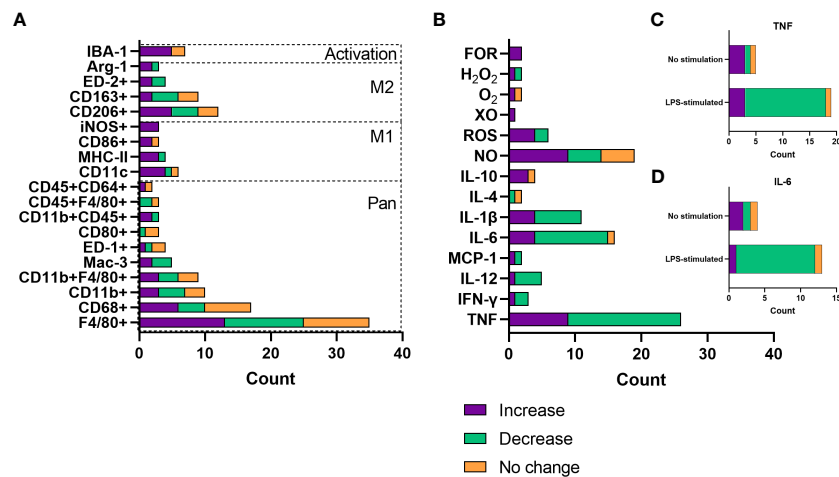 A
IBA-1
Arg-1
ED-2+
CD163+
CD206+
iNOS+
CD86+
MHC-II
CD11c
CD45+CD64+
CD45+F4/80+
CD11b+CD45+
CD80+
ED-1+
Mac-3
CD11b+F4/80+
CD11b+
CD68+
F4/80+
Activation
M2
M1
Pan
0 10 20 30 40
Count
B
FOR
H2O2
O2
XO
ROS
NO
IL-10
IL-4
IL-1β
IL-6
MCP-1
IL-12
IFN-γ
TNF
0 10 20 30 40
Count
Increase
Decrease
No change
C
TNF
No stimulation
LPS-stimulated
0 5 10 15 20
Count
D
IL-6
No stimulation
LPS-stimulated
0 5 10 15
Count